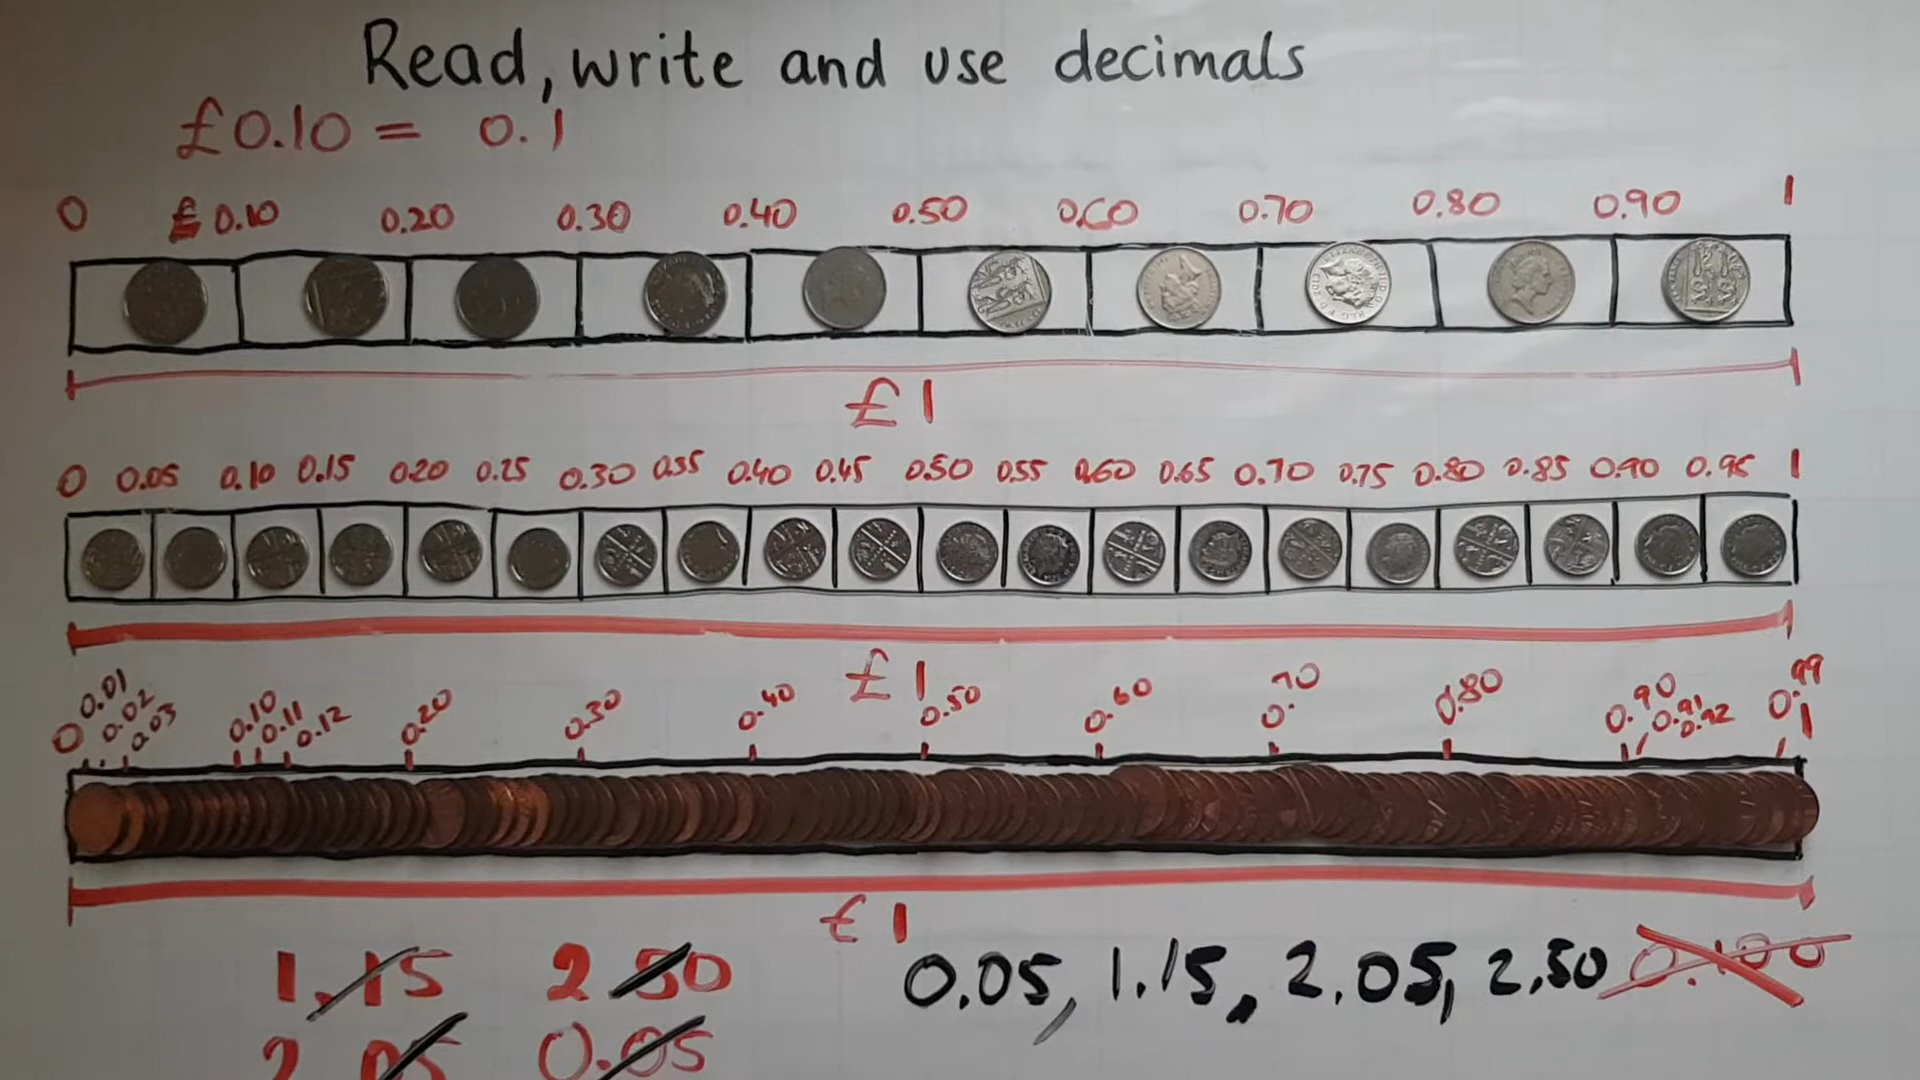 Read, write and use decimals
£0.10 = 0.1
0 £0.10 0.20 0.30 0.40 0.50 0.60 0.70 0.80 0.90 1
£1
0 0.05 0.10 0.15 0.20 0.25 0.30 0.35 0.40 0.45 0.50 0.55 0.60 0.65 0.70 0.75 0.80 0.85 0.90 0.95 1
£1
0 0.01 0.02 0.03 0.10 0.11 0.12 0.20 0.30 0.40 0.50 0.60 0.70 0.80 0.90 0.91 0.92 0.99 1
£1
1.15 2.50 0.05, 1.15, 2.05, 2.50 0.100
2.05 0.05